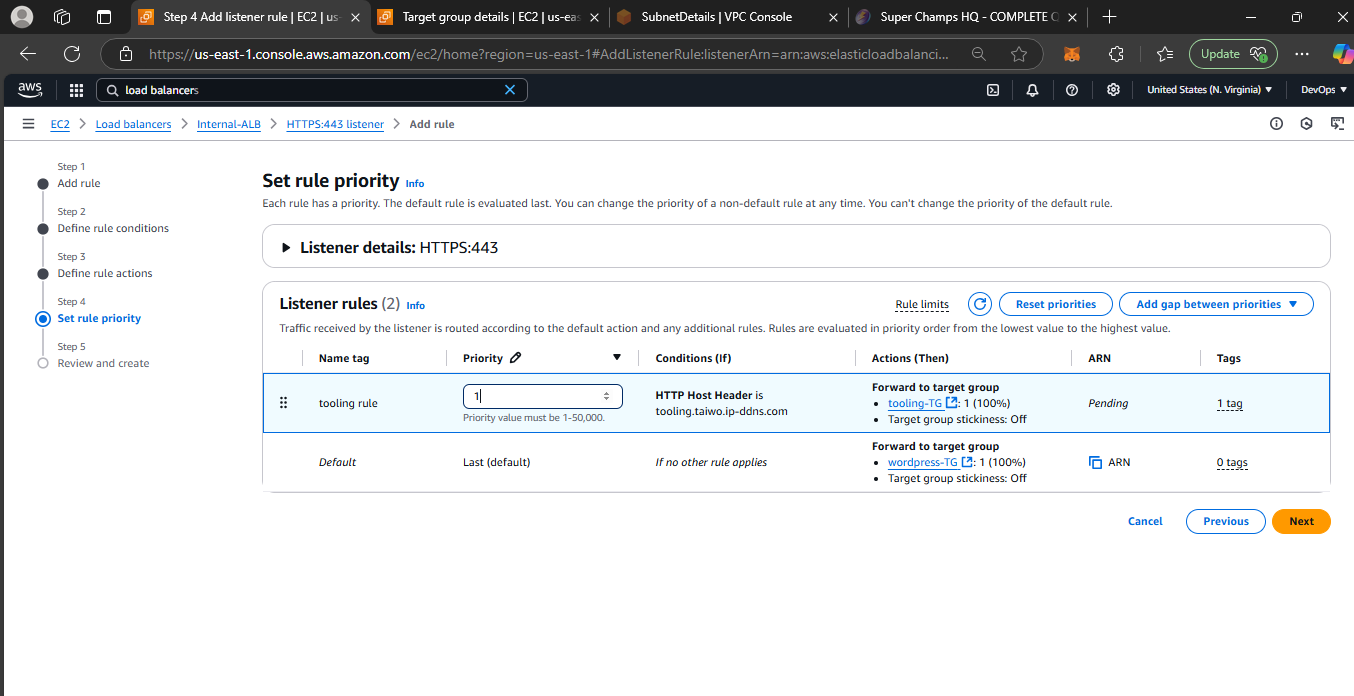 Step 4 Add listener rule | EC2 | us-
Target group details | EC2 | us-eas
SubnetDetails | VPC Console
Super Champs HQ - COMPLETE Q
https://us-east-1.console.aws.amazon.com/ec2/home?region=us-east-1#AddListenerRule:listenerArn=arn:aws:elasticloadbalanci...
Update
aws
load balancers
United States (N. Virginia)
DevOps
EC2 > Load balancers > Internal-ALB > HTTPS:443 listener > Add rule
Step 1
Add rule
Step 2
Define rule conditions
Step 3
Define rule actions
Step 4
Set rule priority
Step 5
Review and create
Set rule priority Info
Each rule has a priority. The default rule is evaluated last. You can change the priority of a non-default rule at any time. You can't change the priority of the default rule.
Listener details: HTTPS:443
Listener rules (2) Info
Rule limits
Reset priorities
Add gap between priorities
Traffic received by the listener is routed according to the default action and any additional rules. Rules are evaluated in priority order from the lowest value to the highest value.
Name tag
Priority
Conditions (If)
Actions (Then)
ARN
Tags
tooling rule
1
Priority value must be 1-50,000.
HTTP Host Header is
tooling.taiwo.ip-ddns.com
Forward to target group
• tooling-TG : 1 (100%)
• Target group stickiness: Off
Pending
1 tag
Default
Last (default)
If no other rule applies
Forward to target group
• wordpress-TG : 1 (100%)
• Target group stickiness: Off
ARN
0 tags
Cancel
Previous
Next